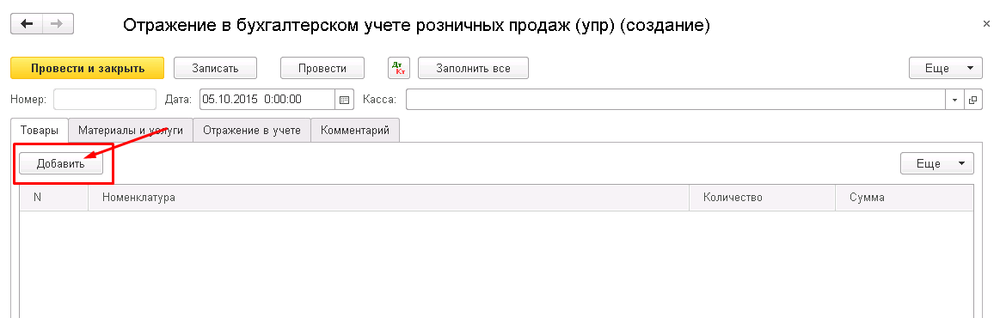 Отражение в бухгалтерском учете розничных продаж (упр) (создание)
Провести и закрыть Записать Провести Дт Кт Заполнить все Еще
Номер: Дата: 05.10.2015 0:00:00 Касса:
Товары Материалы и услуги Отражение в учете Комментарий
Добавить Еще
N Номенклатура Количество Сумма